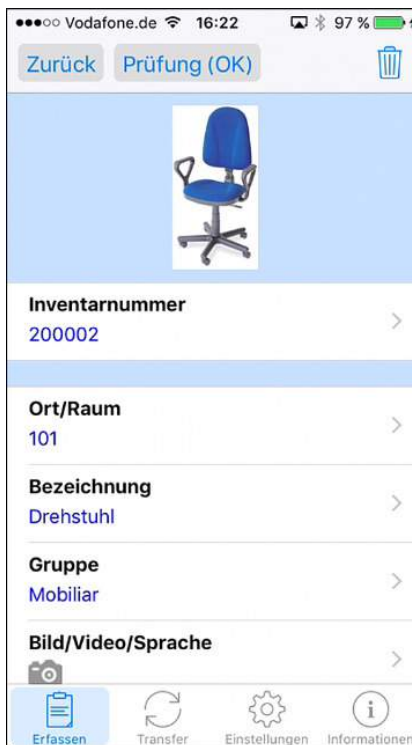 Vodafone.de 16:22 97 %
Zurück Prüfung (OK)
Inventarnummer
200002
Ort/Raum
101
Bezeichnung
Drehstuhl
Gruppe
Mobiliar
Bild/Video/Sprache
Erfassen Transfer Einstellungen Informationen